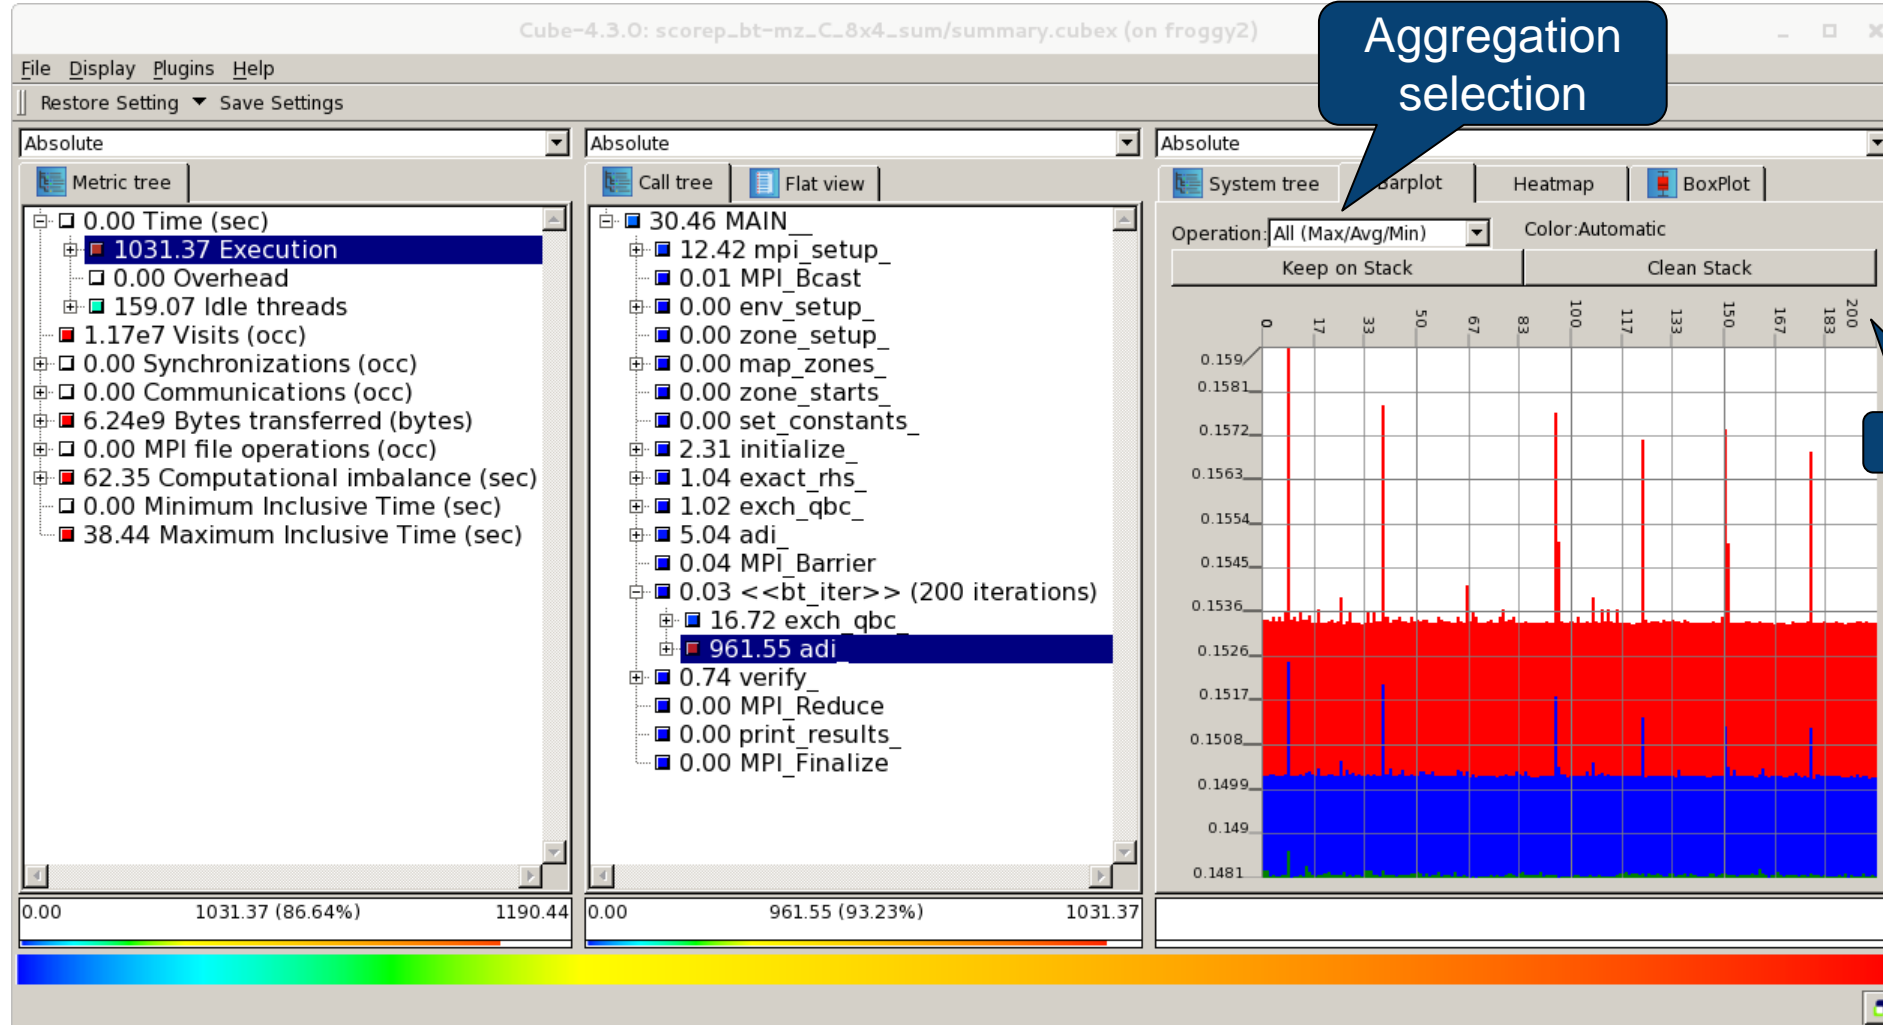 Cube-4.3.0: scorep_bt-mz_C_8x4_sum/summary.cubex (on froggy2)
Aggregation
selection
File Display Plugins Help
Restore Setting Save Settings
Absolute
Metric tree
0.00 Time (sec)
1031.37 Execution
0.00 Overhead
159.07 Idle threads
1.17e7 Visits (occ)
0.00 Synchronizations (occ)
0.00 Communications (occ)
6.24e9 Bytes transferred (bytes)
0.00 MPI file operations (occ)
62.35 Computational imbalance (sec)
0.00 Minimum Inclusive Time (sec)
38.44 Maximum Inclusive Time (sec)
0.00 1031.37 (86.64%) 1190.44
Absolute
Call tree Flat view
30.46 MAIN__
12.42 mpi_setup_
0.01 MPI_Bcast
0.00 env_setup_
0.00 zone_setup_
0.00 map_zones_
0.00 zone_starts_
0.00 set_constants_
2.31 initialize_
1.04 exact_rhs_
1.02 exch_qbc_
5.04 adi_
0.04 MPI_Barrier
0.03 <<bt_iter>> (200 iterations)
16.72 exch_qbc_
961.55 adi_
0.74 verify_
0.00 MPI_Reduce
0.00 print_results_
0.00 MPI_Finalize
0.00 961.55 (93.23%) 1031.37
Absolute
System tree Barplot Heatmap BoxPlot
Operation: All (Max/Avg/Min) Color:Automatic
Keep on Stack Clean Stack
0 17 33 50 67 83 100 117 133 150 167 183 200
0.159
0.1581
0.1572
0.1563
0.1554
0.1545
0.1536
0.1526
0.1517
0.1508
0.1499
0.149
0.1481